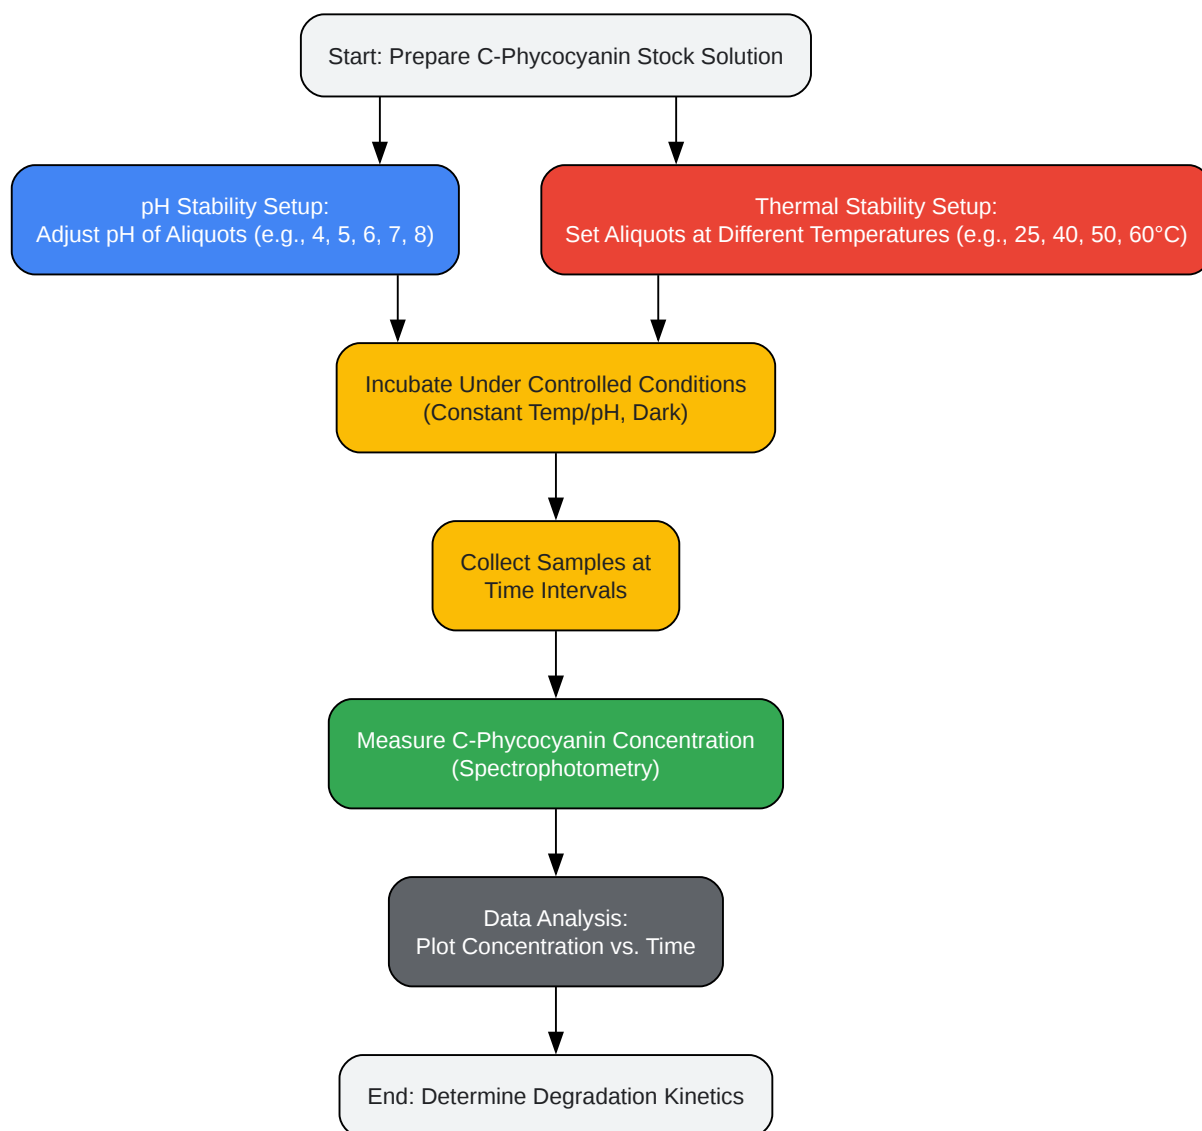 Start: Prepare C-Phycocyanin Stock Solution
pH Stability Setup:
Adjust pH of Aliquots (e.g., 4, 5, 6, 7, 8)
Thermal Stability Setup:
Set Aliquots at Different Temperatures (e.g., 25, 40, 50, 60°C)
Incubate Under Controlled Conditions
(Constant Temp/pH, Dark)
Collect Samples at
Time Intervals
Measure C-Phycocyanin Concentration
(Spectrophotometry)
Data Analysis:
Plot Concentration vs. Time
End: Determine Degradation Kinetics